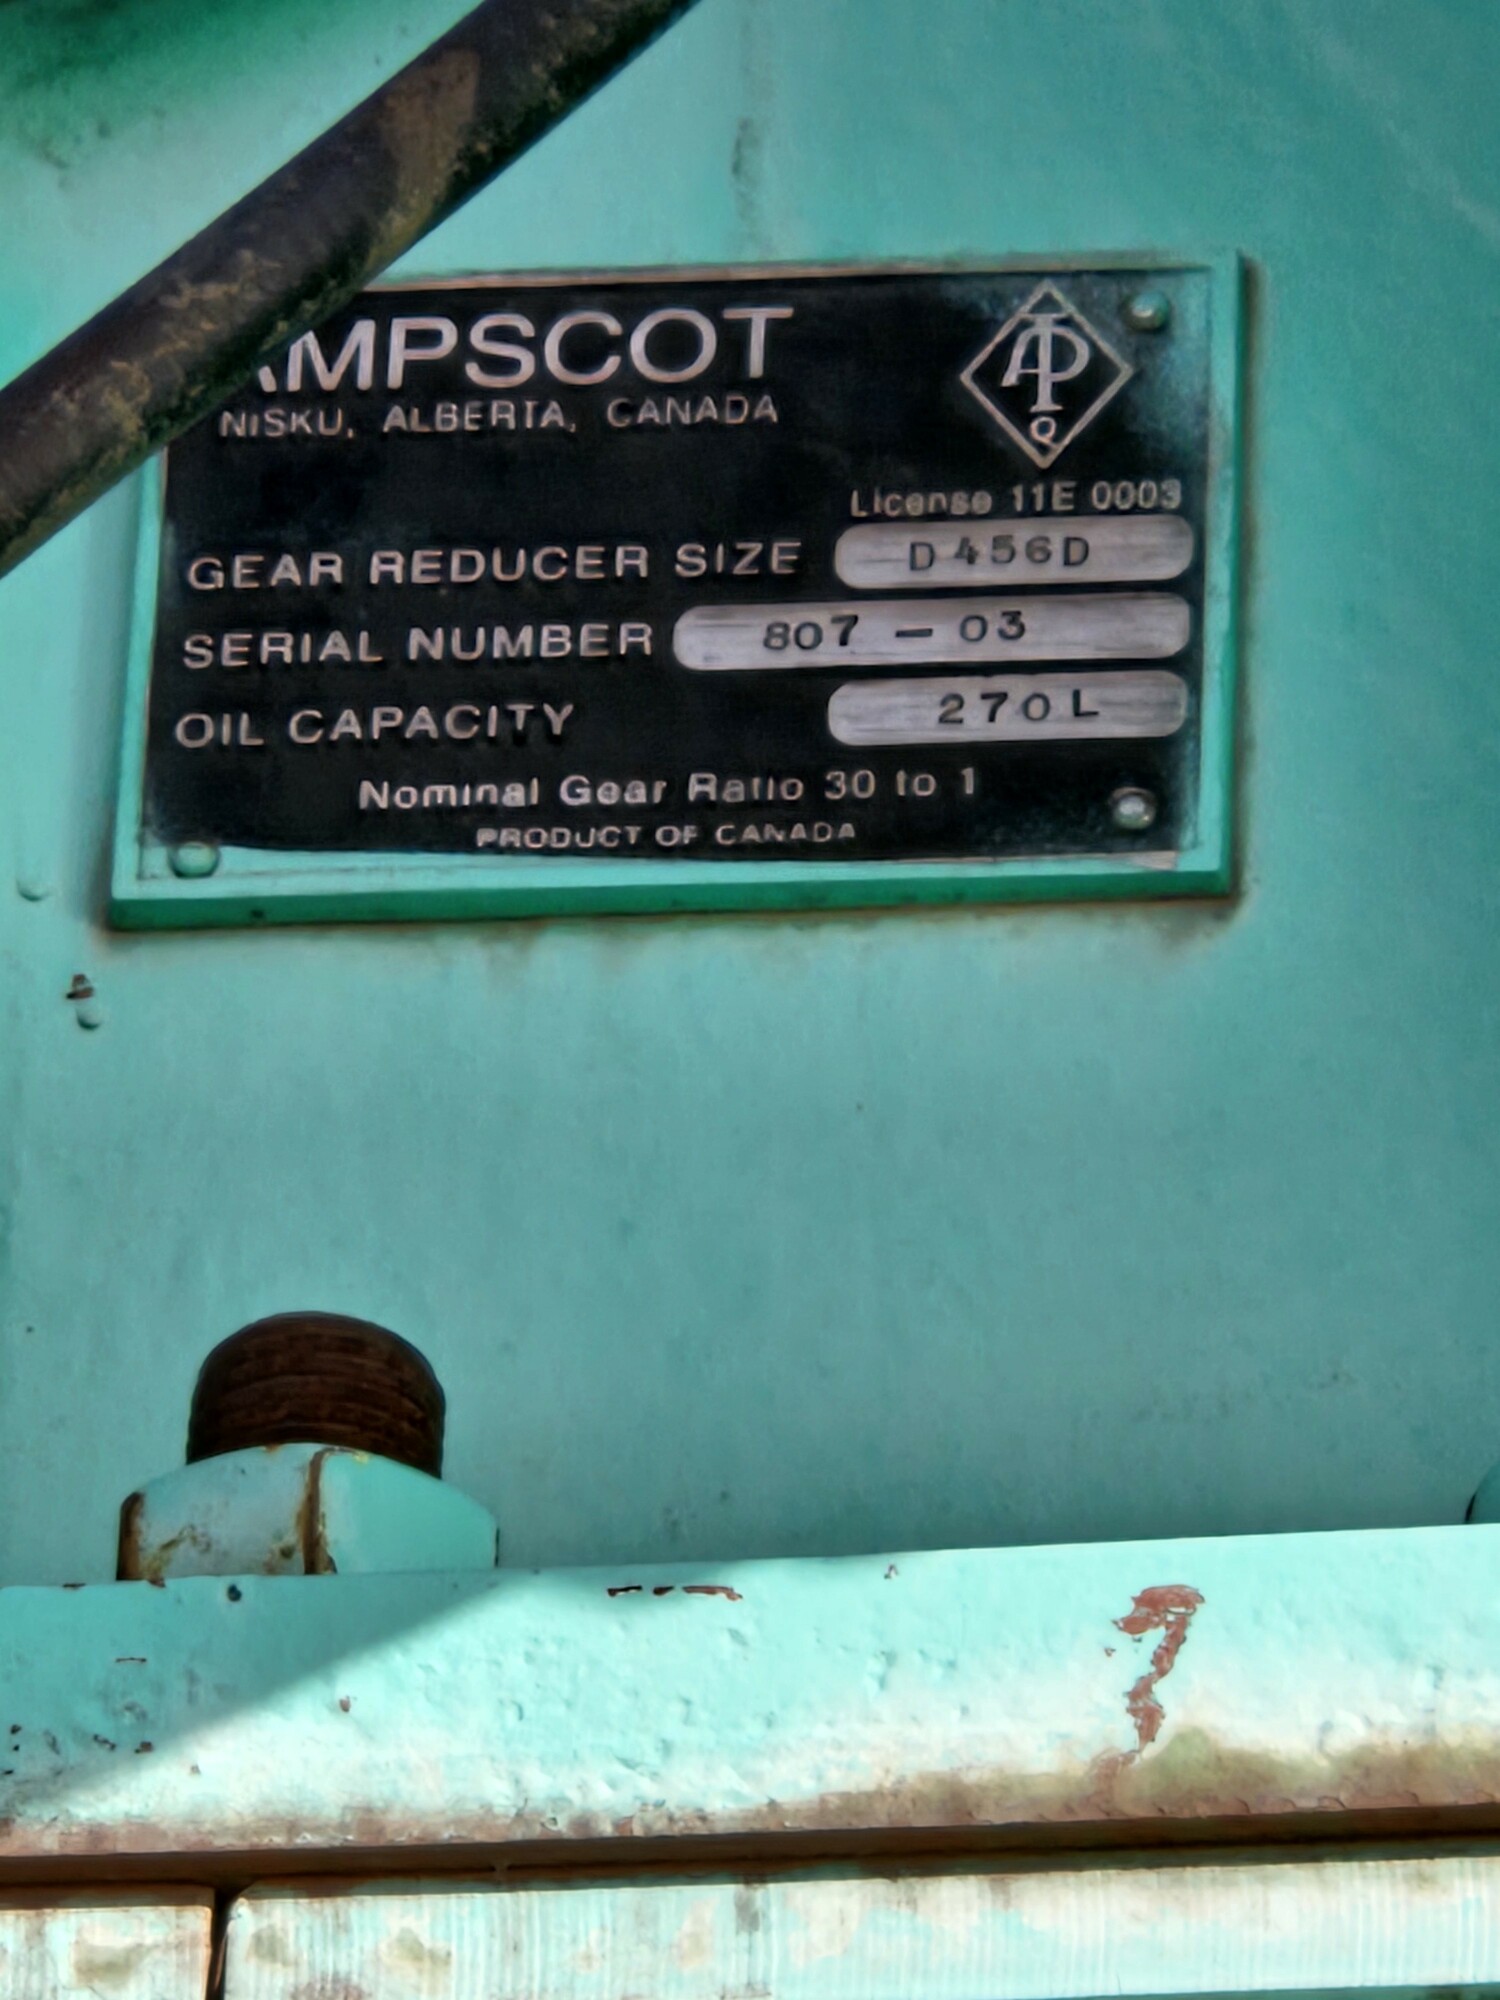 AMPSCOT
NISKU, ALBERTA, CANADA
API
Q
License 11E 0003
GEAR REDUCER SIZE D456D
SERIAL NUMBER 807 - 03
OIL CAPACITY 270L
Nominal Gear Ratio 30 to 1
PRODUCT OF CANADA